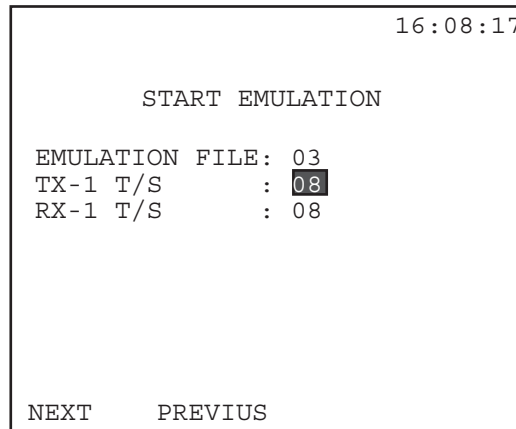 16:08:17
START EMULATION
EMULATION FILE: 03
TX-1 T/S : 08
RX-1 T/S : 08
NEXT PREVIUS